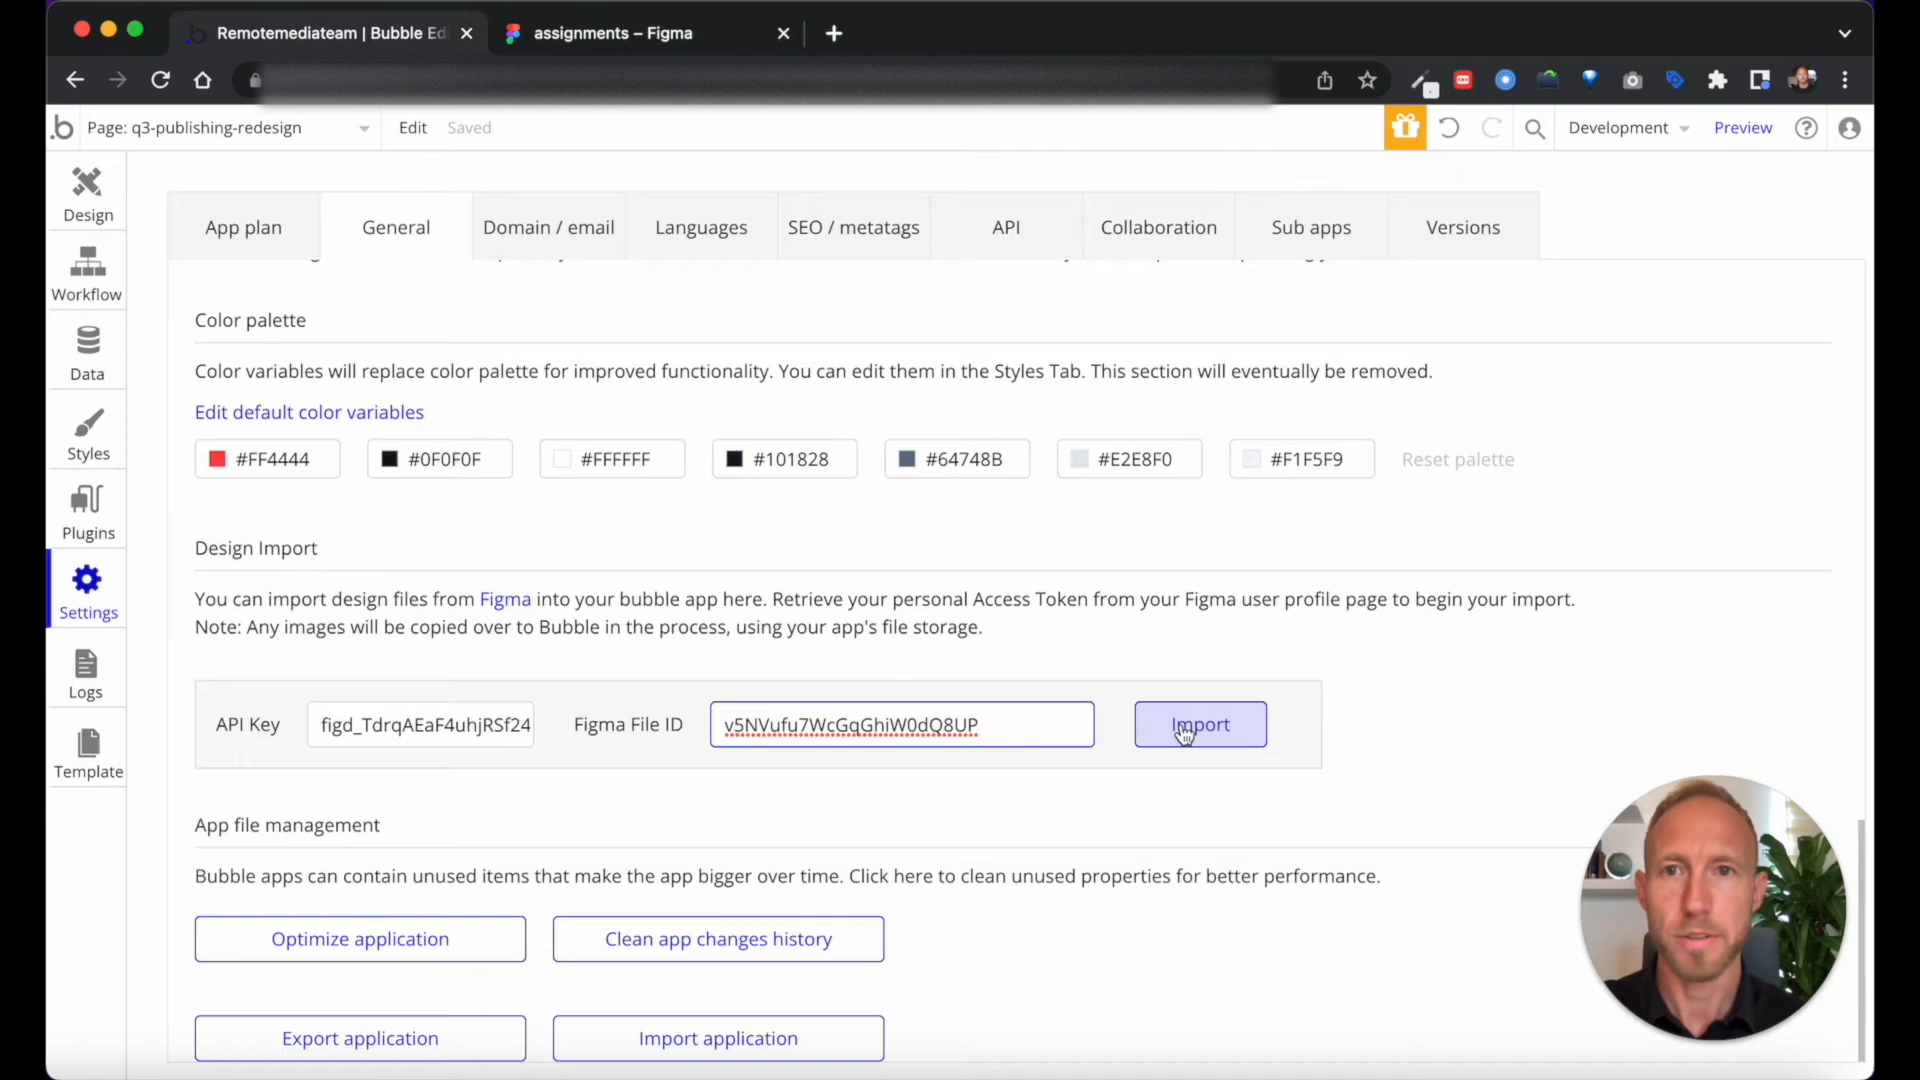 Remotemediateam | Bubble Ed
assignments – Figma
Page: q3-publishing-redesign
Edit
Saved
Development
Preview
Design
Workflow
Data
Styles
Plugins
Settings
Logs
Template
App plan
General
Domain / email
Languages
SEO / metatags
API
Collaboration
Sub apps
Versions
Color palette
Color variables will replace color palette for improved functionality. You can edit them in the Styles Tab. This section will eventually be removed.
Edit default color variables
#FF4444
#0F0F0F
#FFFFFF
#101828
#64748B
#E2E8F0
#F1F5F9
Reset palette
Design Import
You can import design files from Figma into your bubble app here. Retrieve your personal Access Token from your Figma user profile page to begin your import.
Note: Any images will be copied over to Bubble in the process, using your app's file storage.
API Key
figd_TdrqAEaF4uhjRSf24
Figma File ID
v5NVufu7WcGqGhiW0dQ8UP
Import
App file management
Bubble apps can contain unused items that make the app bigger over time. Click here to clean unused properties for better performance.
Optimize application
Clean app changes history
Export application
Import application